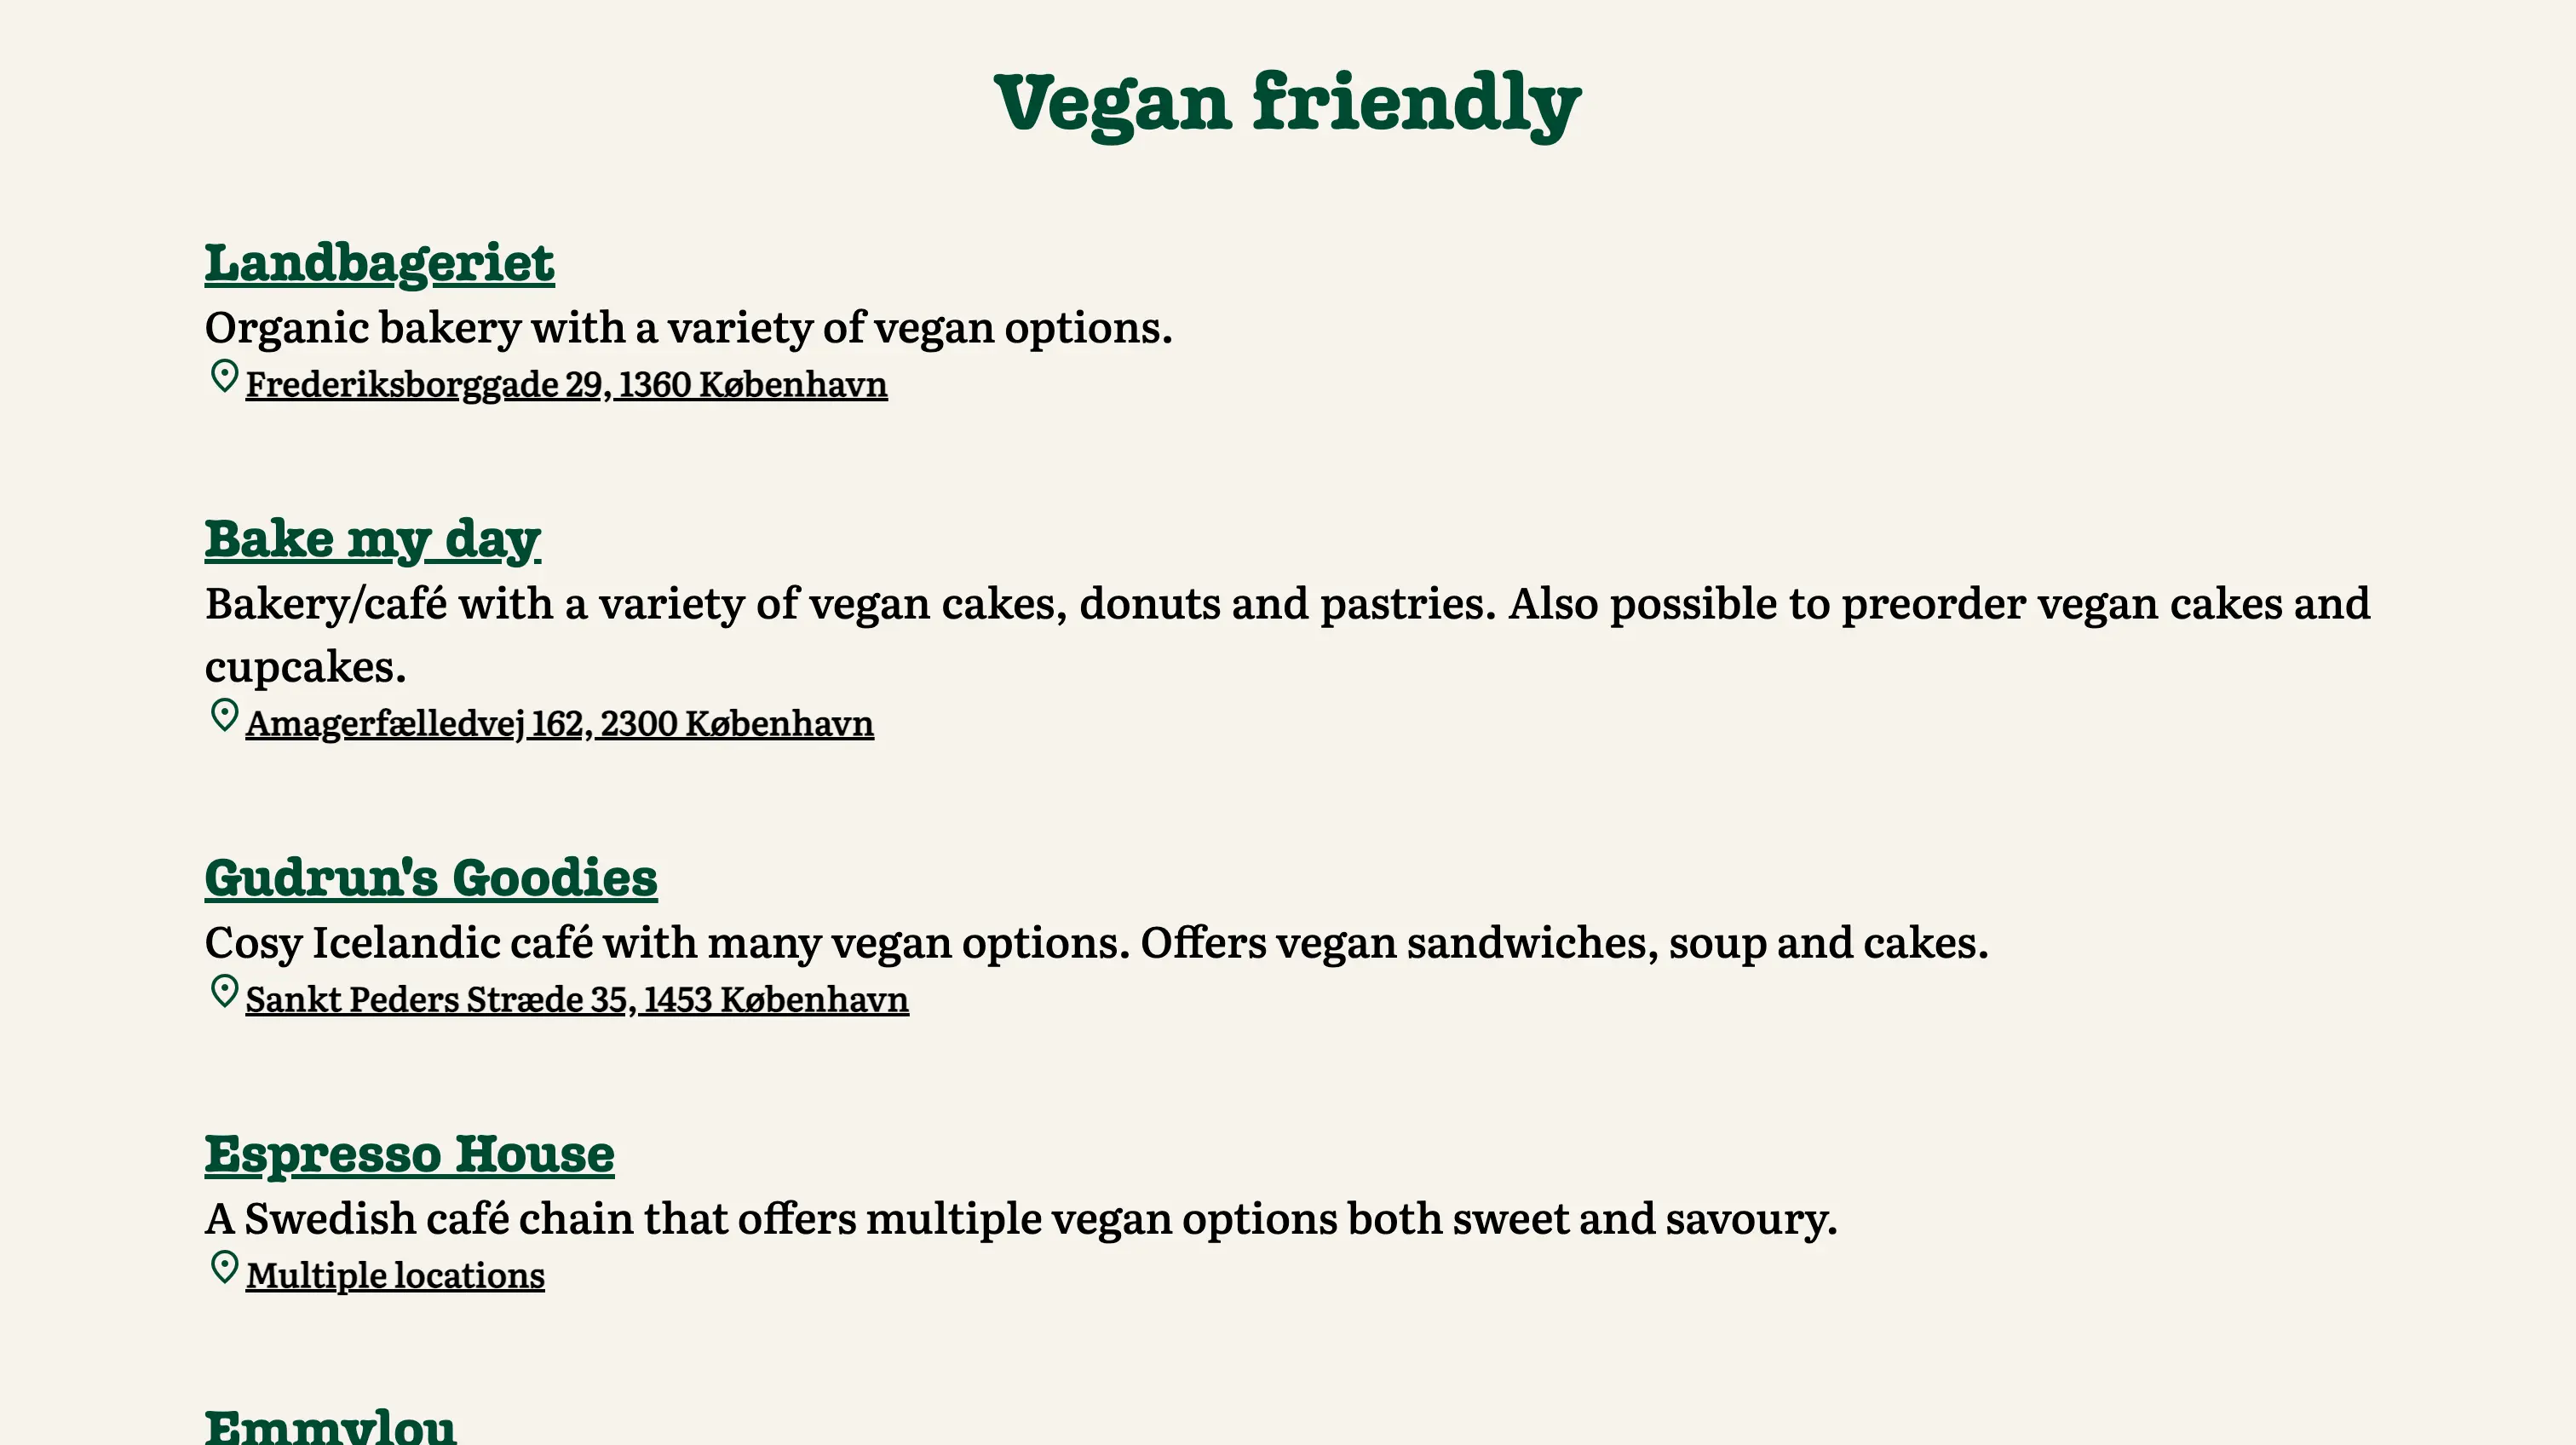 Vegan friendly
Landbageriet
Organic bakery with a variety of vegan options.
Frederiksborggade 29, 1360 København
Bake my day
Bakery/café with a variety of vegan cakes, donuts and pastries. Also possible to preorder vegan cakes and
cupcakes.
Amagerfælledvej 162, 2300 København
Gudrun's Goodies
Cosy Icelandic café with many vegan options. Offers vegan sandwiches, soup and cakes.
Sankt Peders Stræde 35, 1453 København
Espresso House
A Swedish café chain that offers multiple vegan options both sweet and savoury.
Multiple locations
Emmylou